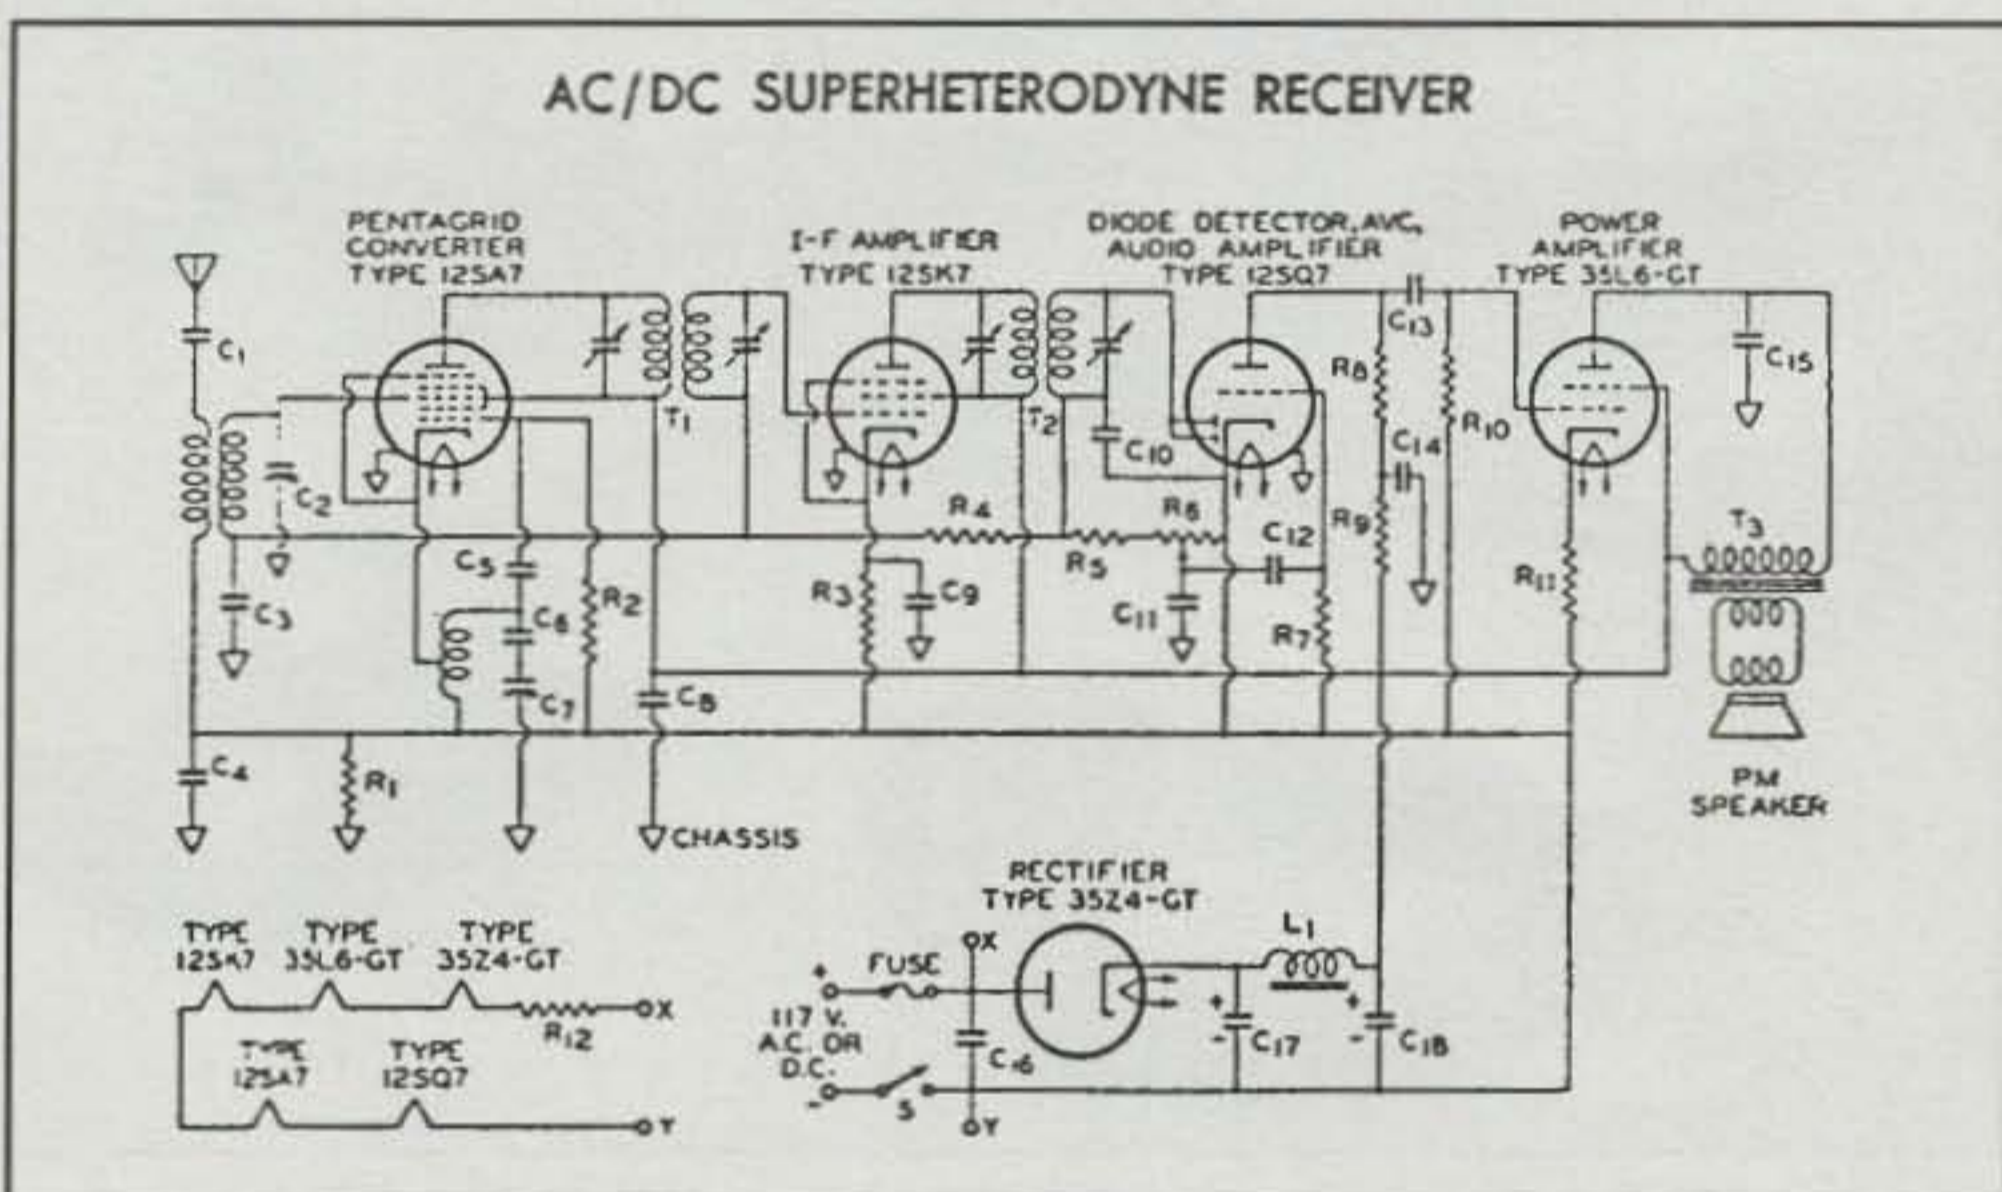 AC/DC SUPERHETERODYNE RECEIVER
PENTAGRID
CONVERTER
TYPE 12SA7
I-F AMPLIFIER
TYPE 12SK7
DIODE DETECTOR, AVC,
AUDIO AMPLIFIER
TYPE 12SQ7
POWER
AMPLIFIER
TYPE 35L6-GT
C1
C2
C3
C4
R1
C5
C6
C7
R2
T1
C8
CHASSIS
R3
C9
R4
T2
C10
R5
R6
C11
C12
R7
R8
R9
C13
C14
R10
R11
C15
T3
PM
SPEAKER
TYPE
12SK7
TYPE
35L6-GT
TYPE
35Z4-GT
R12
X
TYPE
12SA7
TYPE
12SQ7
Y
RECTIFIER
TYPE 35Z4-GT
+
FUSE
X
117 V.
A.C. OR
D.C.
-
S
C16
Y
L1
+
-
C17
+
-
C18